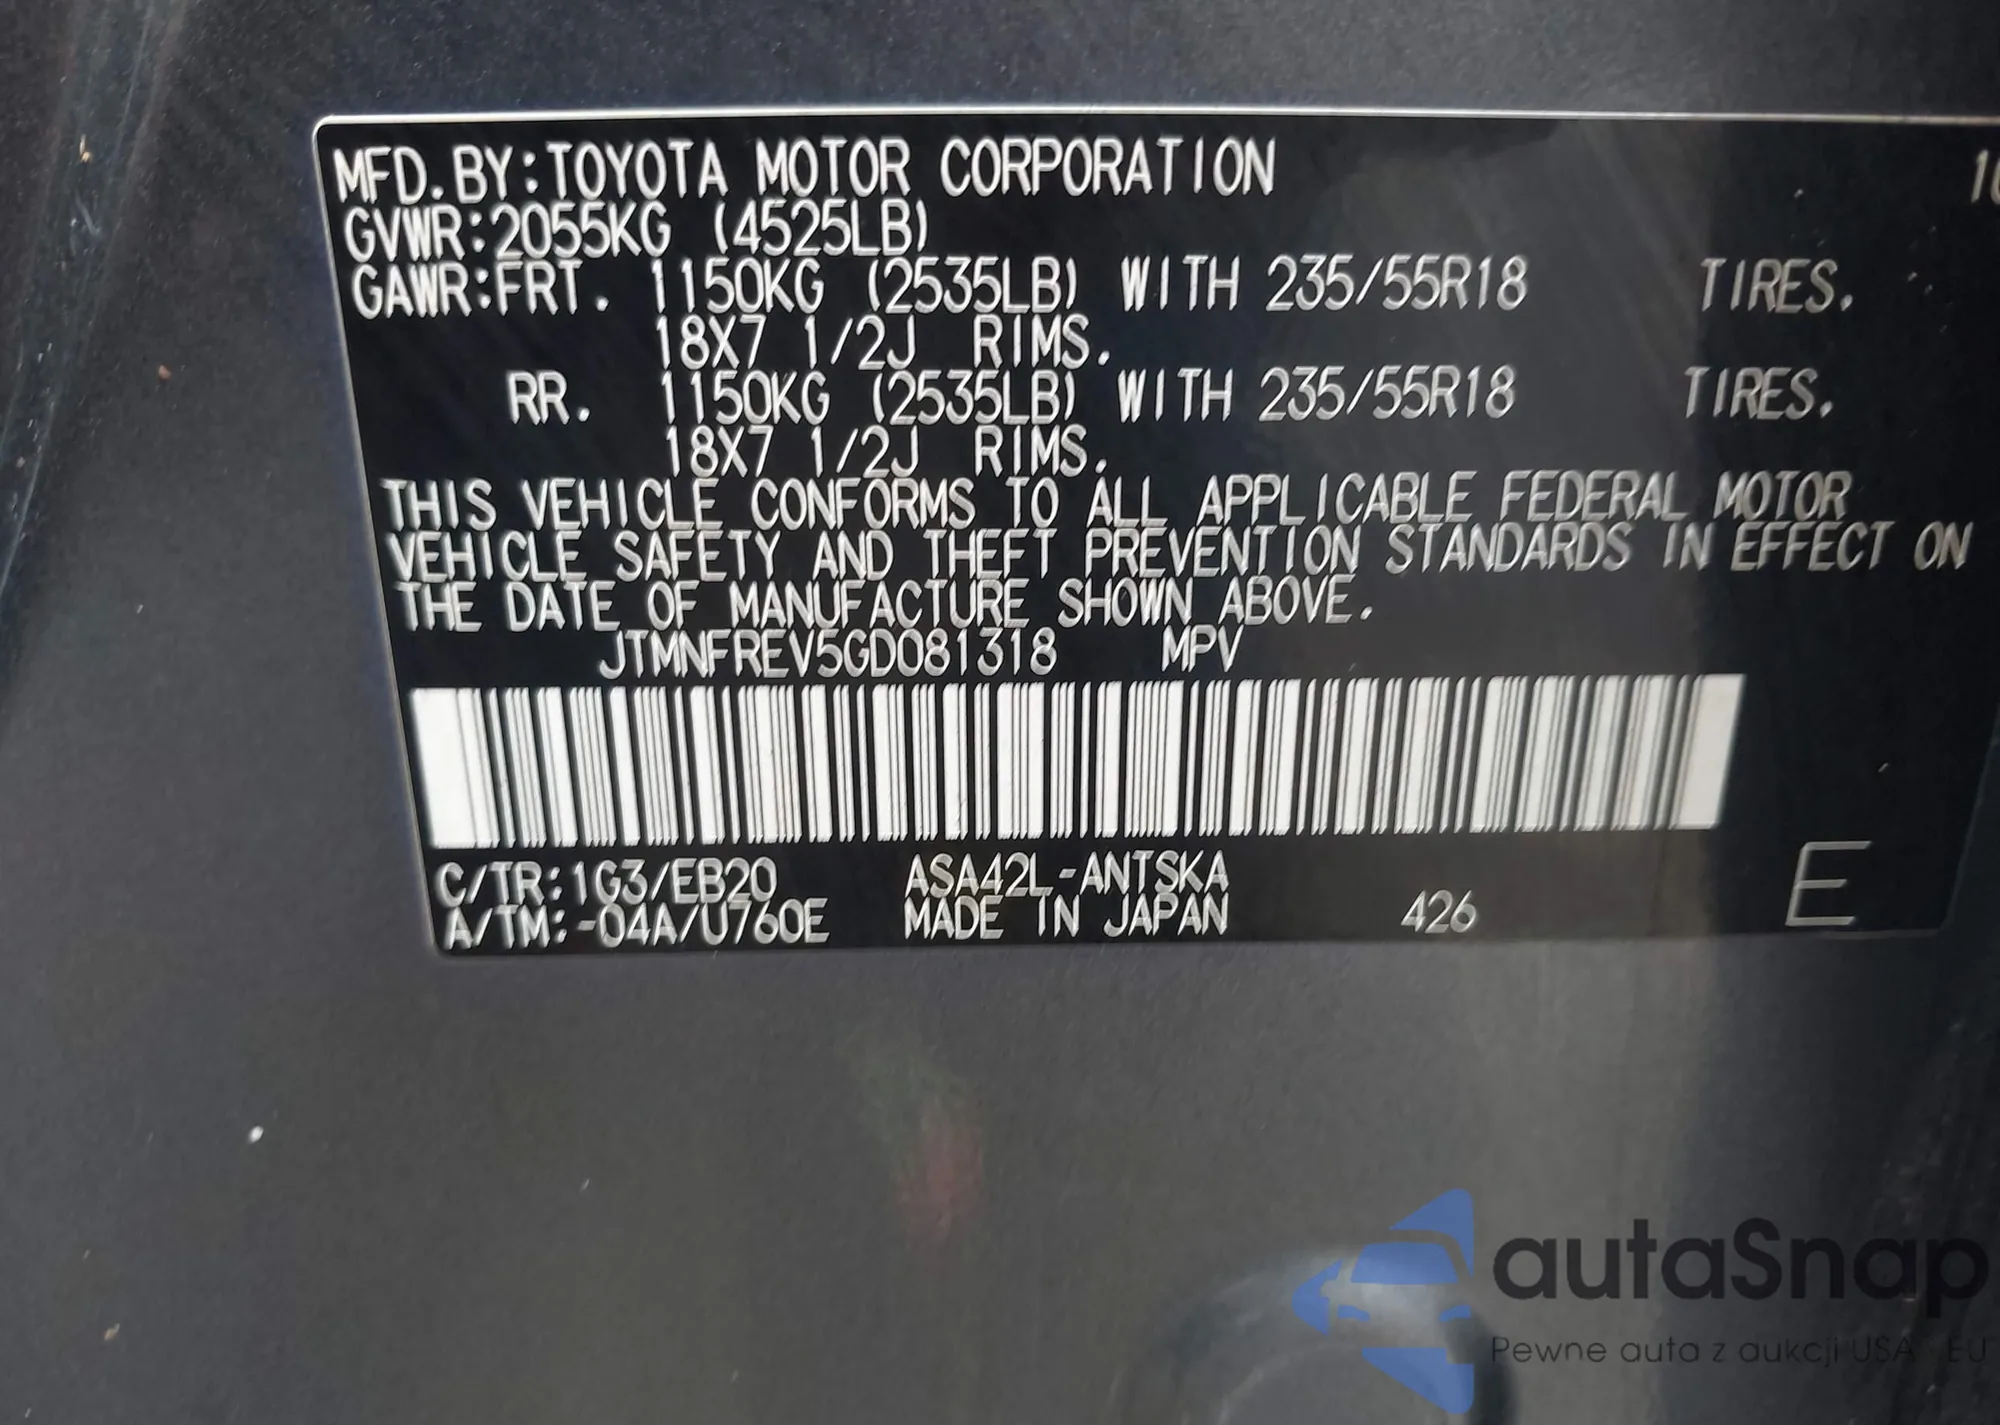 MFD.BY:TOYOTA MOTOR CORPORATION 10
GVWR:2055KG (4525LB)
GAWR:FRT. 1150KG (2535LB) WITH 235/55R18 TIRES.
18X7 1/2J RIMS.
RR. 1150KG (2535LB) WITH 235/55R18 TIRES.
18X7 1/2J RIMS.
THIS VEHICLE CONFORMS TO ALL APPLICABLE FEDERAL MOTOR
VEHICLE SAFETY AND THEFT PREVENTION STANDARDS IN EFFECT ON
THE DATE OF MANUFACTURE SHOWN ABOVE.
JTMNFREV5GD081318 MPV
C/TR:1G3/EB20 ASA42L-ANTSKA
A/TM:-04A/U760E MADE IN JAPAN 426 E
autaSnap
Pewne auta z aukcji USA EU